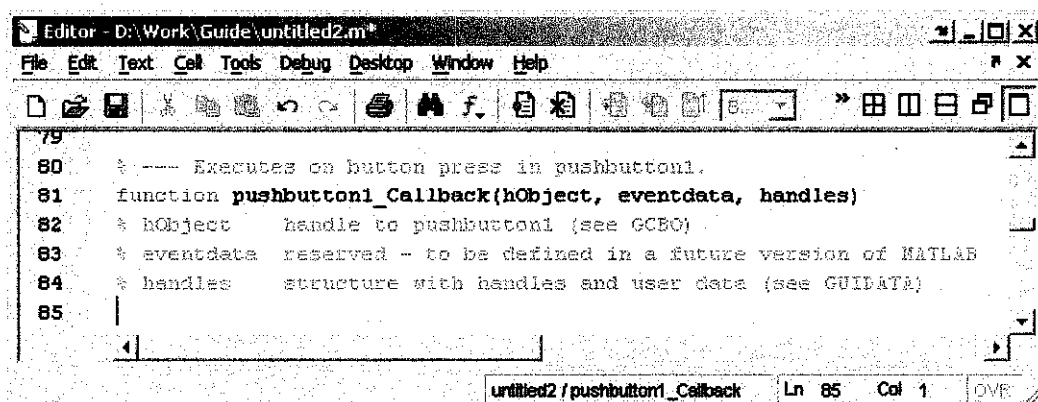 Editor - D:\Work\Guide\untitled2.m*
File Edit Text Cell Tools Debug Desktop Window Help
79
80 % --- Executes on button press in pushbutton1.
81 function pushbutton1_Callback(hObject, eventdata, handles)
82 % hObject handle to pushbutton1 (see GCBO)
83 % eventdata reserved - to be defined in a future version of MATLAB
84 % handles structure with handles and user data (see GUIDATA)
85
untitled2 / pushbutton1_Callback Ln 85 Col 1 OVR